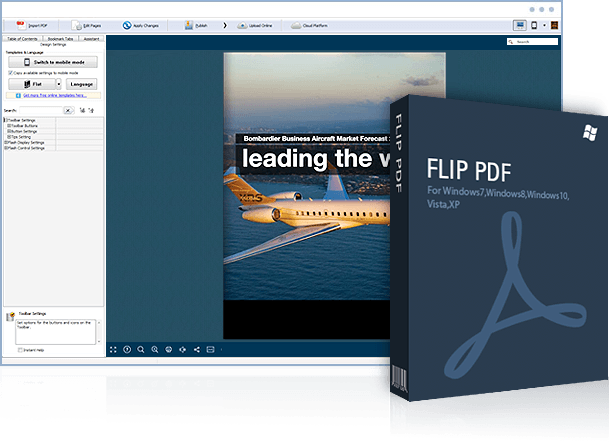 Import PDF
Edit Pages
Apply Changes
Publish
Upload Online
Cloud Platform
Table of Contents
Bookmark Tabs
Assistant
Design Settings
Templates & Language
Switch to mobile mode
Copy available settings to mobile mode
Flat
Language
Get more free online templates here...
Search:
Toolbar Settings
Toolbar Buttons
Button Settings
Tips Setting
Flash Display Settings
Flash Control Settings
Toolbar Settings
Set options for the buttons and icons on the
Toolbar.
Instant Help
Search
Bombardier Business Aircraft Market Forecast
leading the w
FLIP PDF
FLIP PDF
For Windows7,Windows8,Windows10,
Vista,XP